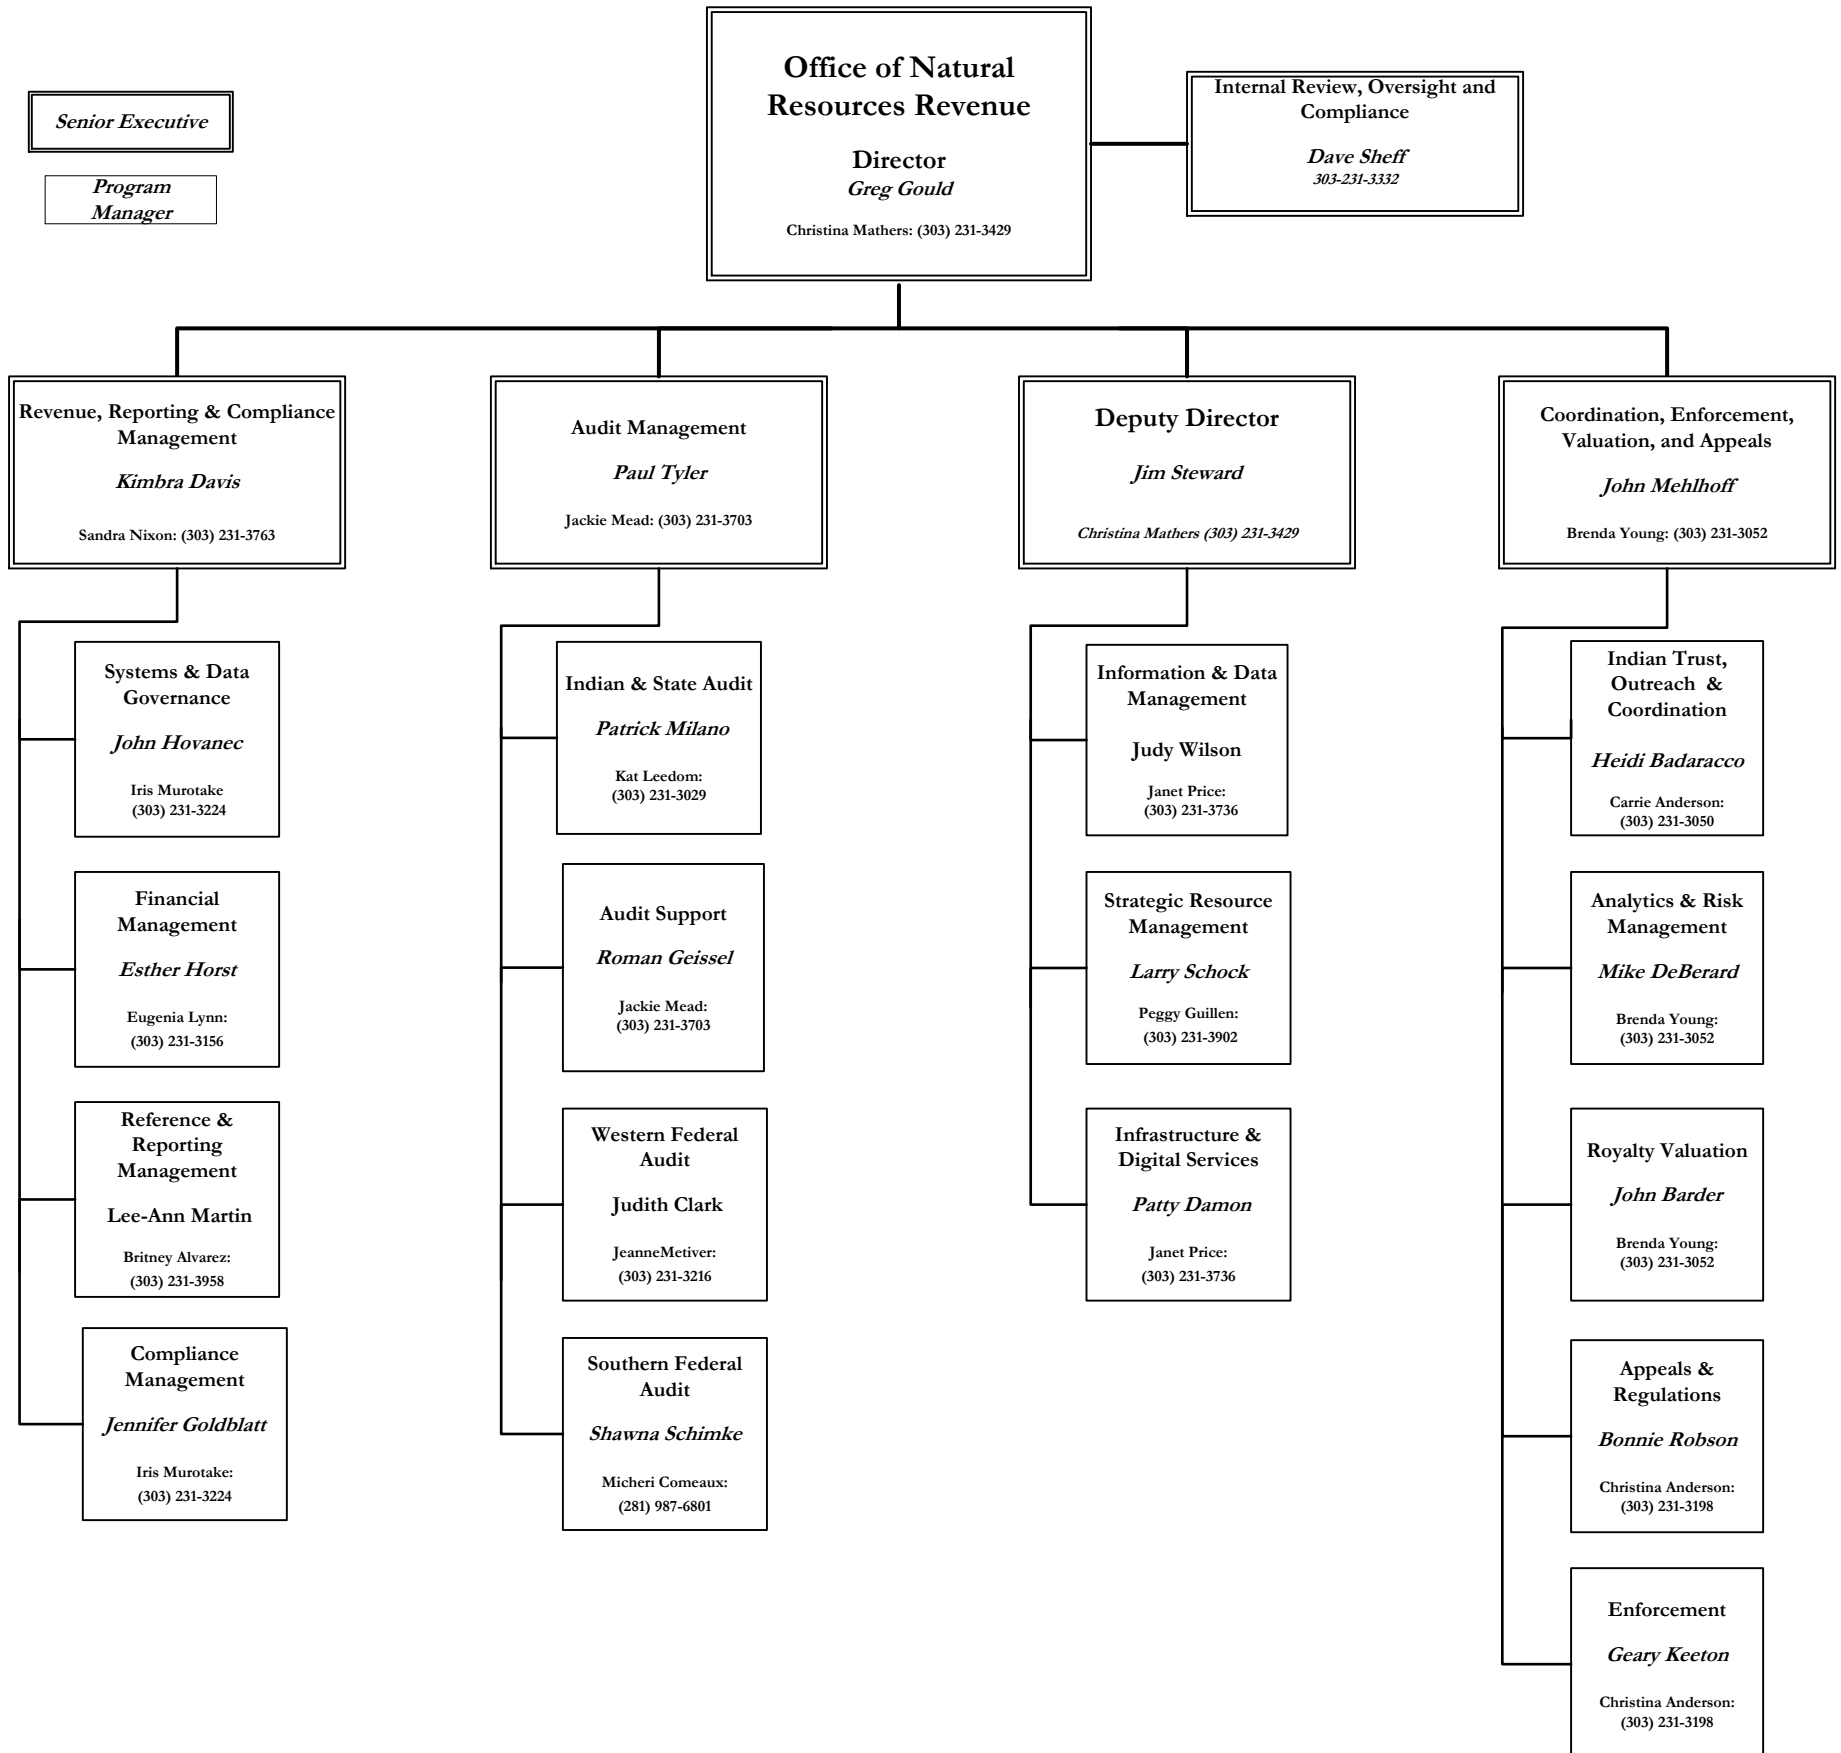 Office of Natural
Resources Revenue
Director
Greg Gould
Christina Mathers: (303) 231-3429
Internal Review, Oversight and
Compliance
Dave Sheff
303-231-3332
Senior Executive
Program
Manager
Revenue, Reporting & Compliance
Management
Kimbra Davis
Sandra Nixon: (303) 231-3763
Audit Management
Paul Tyler
Jackie Mead: (303) 231-3703
Deputy Director
Jim Steward
Christina Mathers (303) 231-3429
Coordination, Enforcement,
Valuation, and Appeals
John Mehlhoff
Brenda Young: (303) 231-3052
Systems & Data
Governance
John Hovanec
Iris Murotake
(303) 231-3224
Financial
Management
Esther Horst
Eugenia Lynn:
(303) 231-3156
Reference &
Reporting
Management
Lee-Ann Martin
Britney Alvarez:
(303) 231-3958
Compliance
Management
Jennifer Goldblatt
Iris Murotake:
(303) 231-3224
Indian & State Audit
Patrick Milano
Kat Leedom:
(303) 231-3029
Audit Support
Roman Geissel
Jackie Mead:
(303) 231-3703
Western Federal
Audit
Judith Clark
JeanneMetiver:
(303) 231-3216
Southern Federal
Audit
Shawna Schimke
Micheri Comeaux:
(281) 987-6801
Information & Data
Management
Judy Wilson
Janet Price:
(303) 231-3736
Strategic Resource
Management
Larry Schock
Peggy Guillen:
(303) 231-3902
Infrastructure &
Digital Services
Patty Damon
Janet Price:
(303) 231-3736
Indian Trust,
Outreach &
Coordination
Heidi Badaracco
Carrie Anderson:
(303) 231-3050
Analytics & Risk
Management
Mike DeBerard
Brenda Young:
(303) 231-3052
Royalty Valuation
John Barder
Brenda Young:
(303) 231-3052
Appeals &
Regulations
Bonnie Robson
Christina Anderson:
(303) 231-3198
Enforcement
Geary Keeton
Christina Anderson:
(303) 231-3198